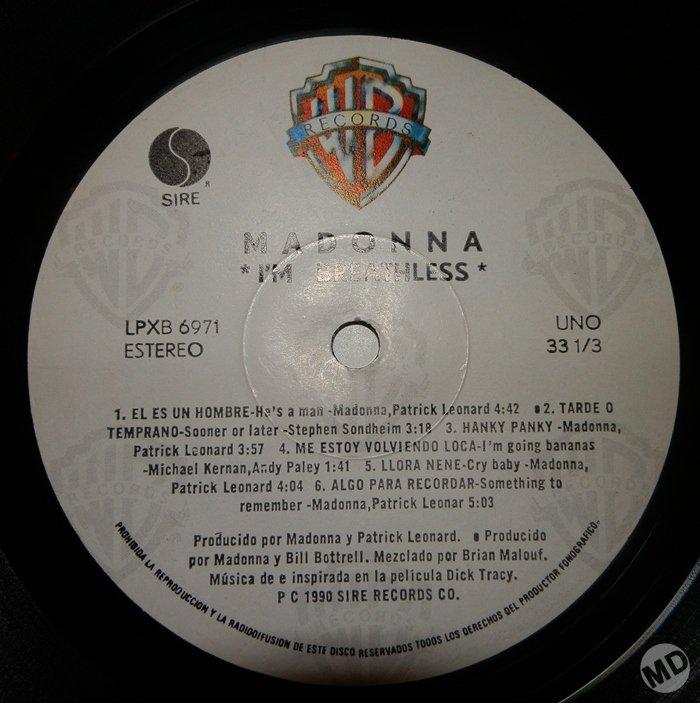 WB
RECORDS
SIRE
MADONNA
*I'M BREATHLESS*
LPXB 6971
ESTEREO
UNO
33 1/3
1. EL ES UN HOMBRE-Ha's a man -Madonna,Patrick Leonard 4:42 •2. TARDE O
TEMPRANO-Sooner or later -Stephen Sondheim 3:18 3. HANKY PANKY -Madonna,
Patrick Leonard 3:57 4. ME ESTOY VOLVIENDO LOCA-I'm going bananas
-Michael Kernan,Andy Paley 1:41 5. LLORA NENE-Cry baby -Madonna,
Patrick Leonard 4:04 6. ALGO PARA RECORDAR-Something to
remember -Madonna,Patrick Leonar 5:03
Producido por Madonna y Patrick Leonard. • Producido
por Madonna y Bill Bottrell. Mezclado por Brian Malouf.
Música de e inspirada en la película Dick Tracy.
P C 1990 SIRE RECORDS CO.
PROHIBIDA LA REPRODUCCION Y LA RADIODIFUSION DE ESTE DISCO RESERVADOS TODOS LOS DERECHOS DEL PRODUCTOR FONOGRAFICO.
MD